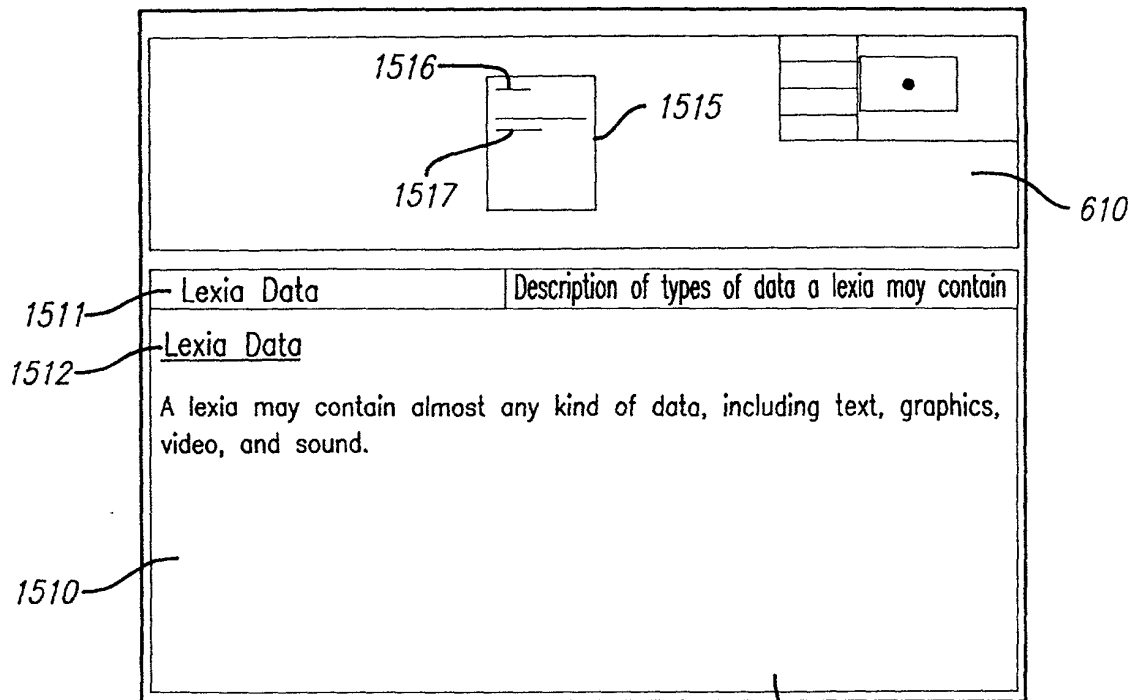 1516
1515
1517
610
Lexia Data Description of types of data a lexia may contain
1511
Lexia Data
1512
A lexia may contain almost any kind of data, including text, graphics,
video, and sound.
1510